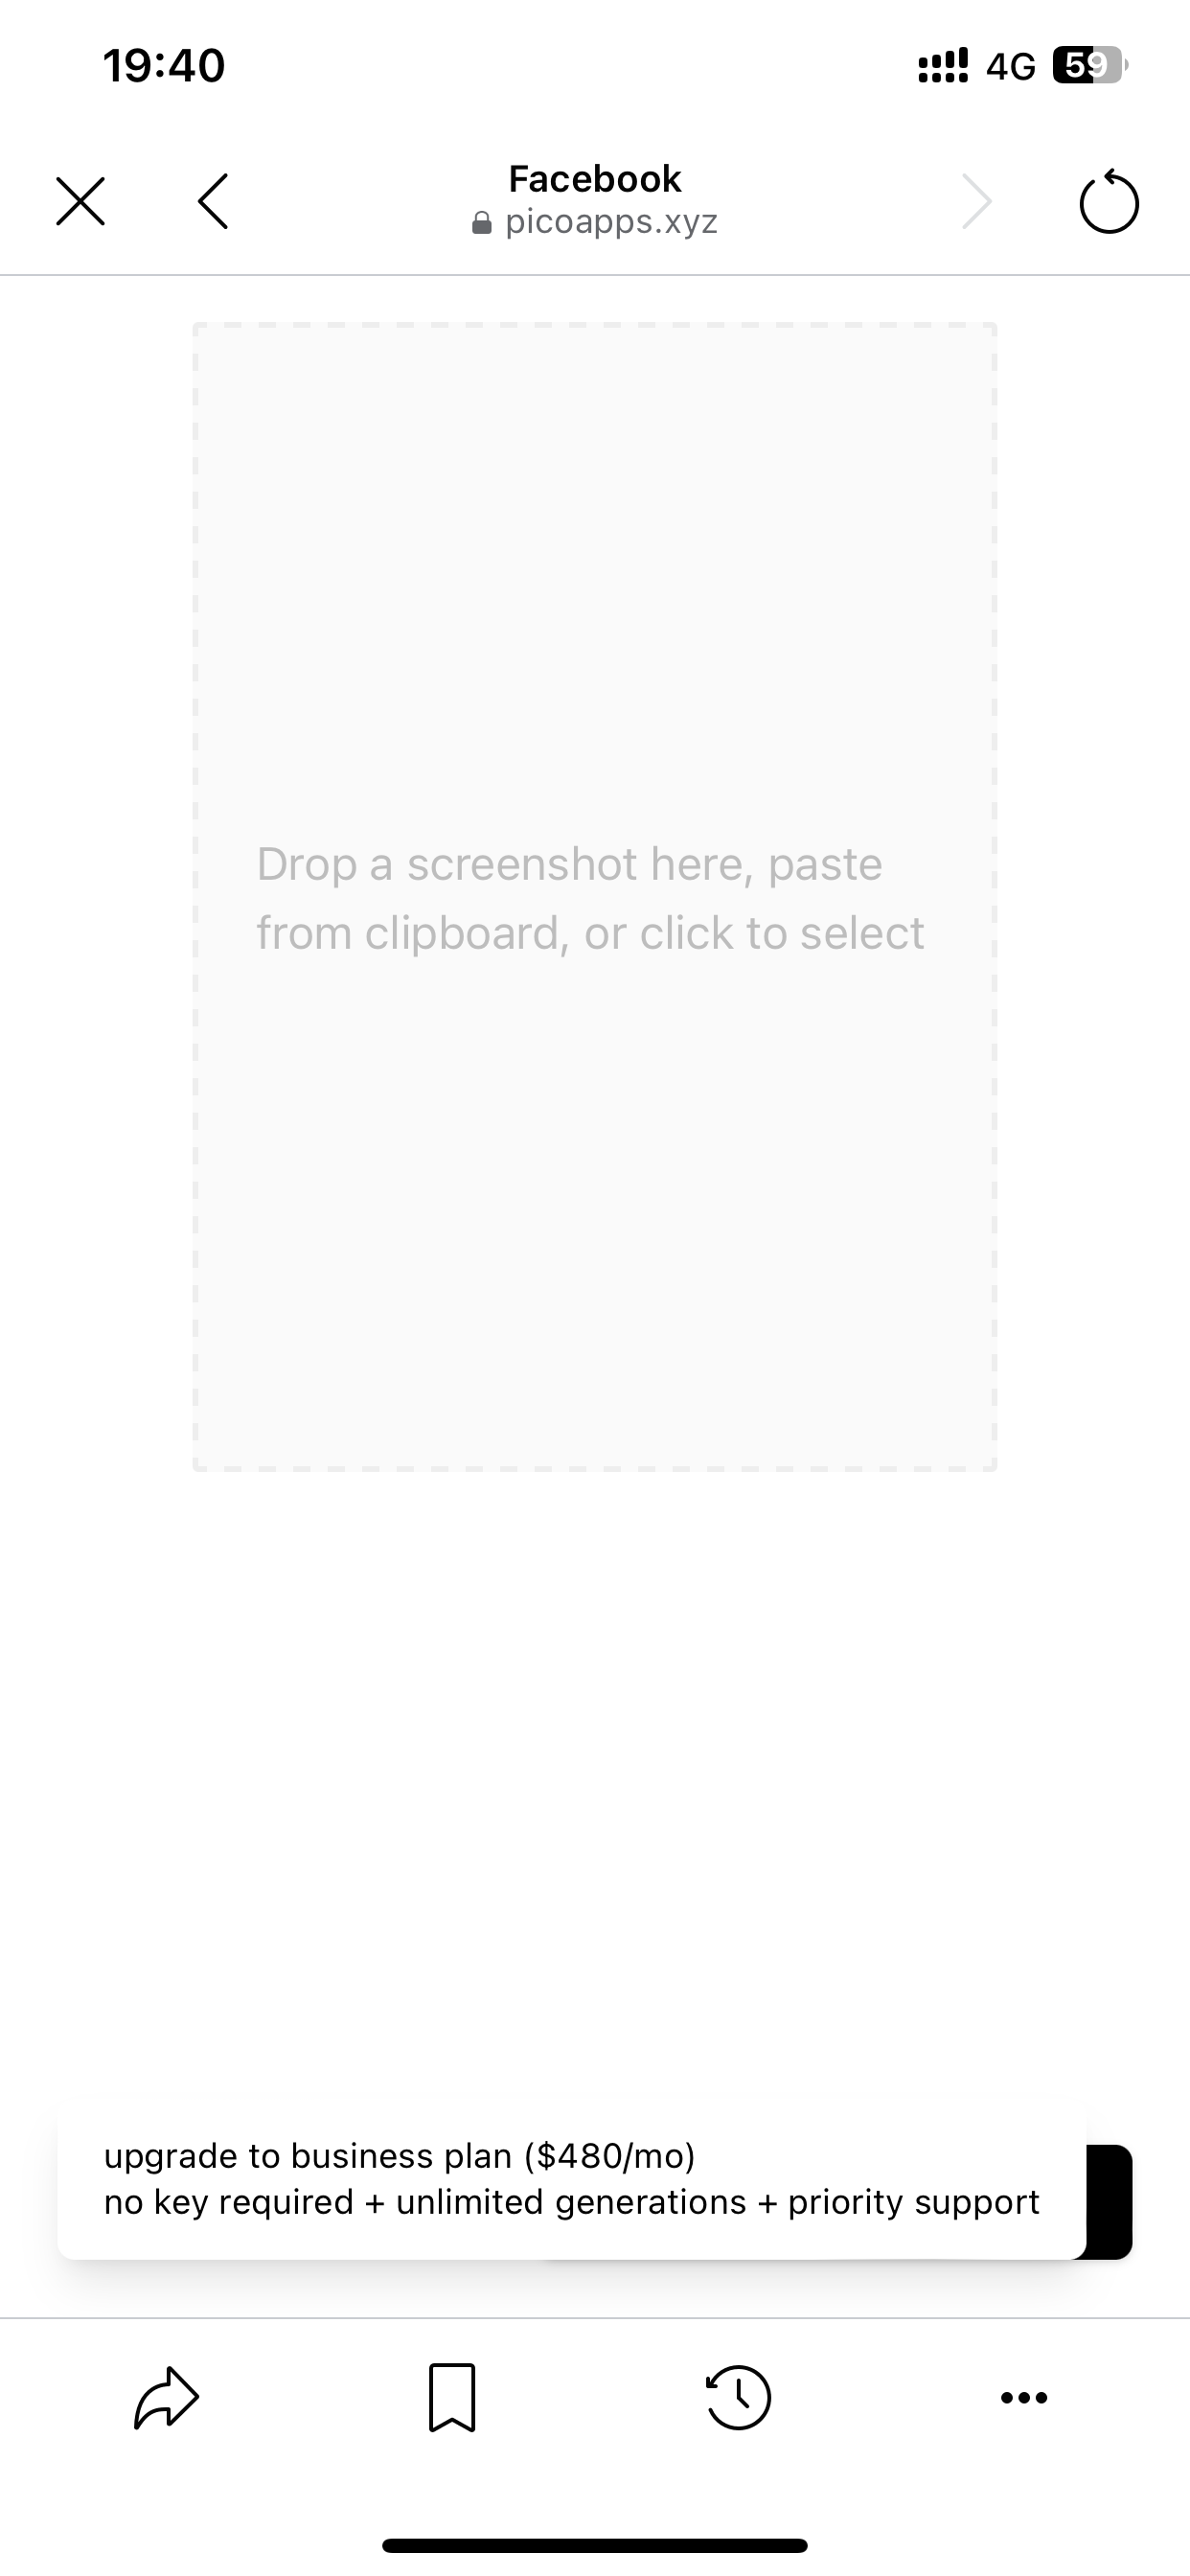 19:40
4G 59
Facebook
picoapps.xyz
Drop a screenshot here, paste
from clipboard, or click to select
upgrade to business plan ($480/mo)
no key required + unlimited generations + priority support